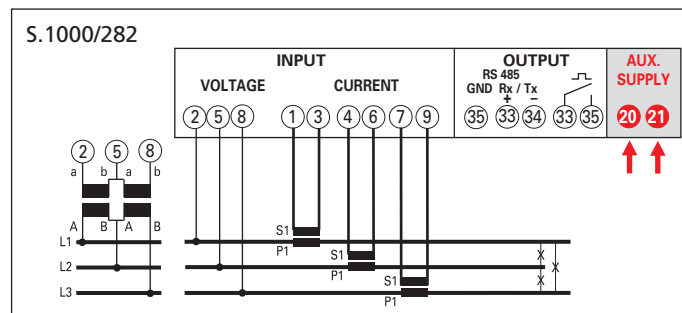 S.1000/282
INPUT
OUTPUT
AUX.
SUPPLY
VOLTAGE
CURRENT
RS 485
GND Rx / Tx
+ −
2 5 8 1 3 4 6 7 9 35 33 34 33 35 20 21
2 5 8
a b a b
A B A B
L1
L2
L3
S1
P1
S1
P1
S1
P1
X
X
X